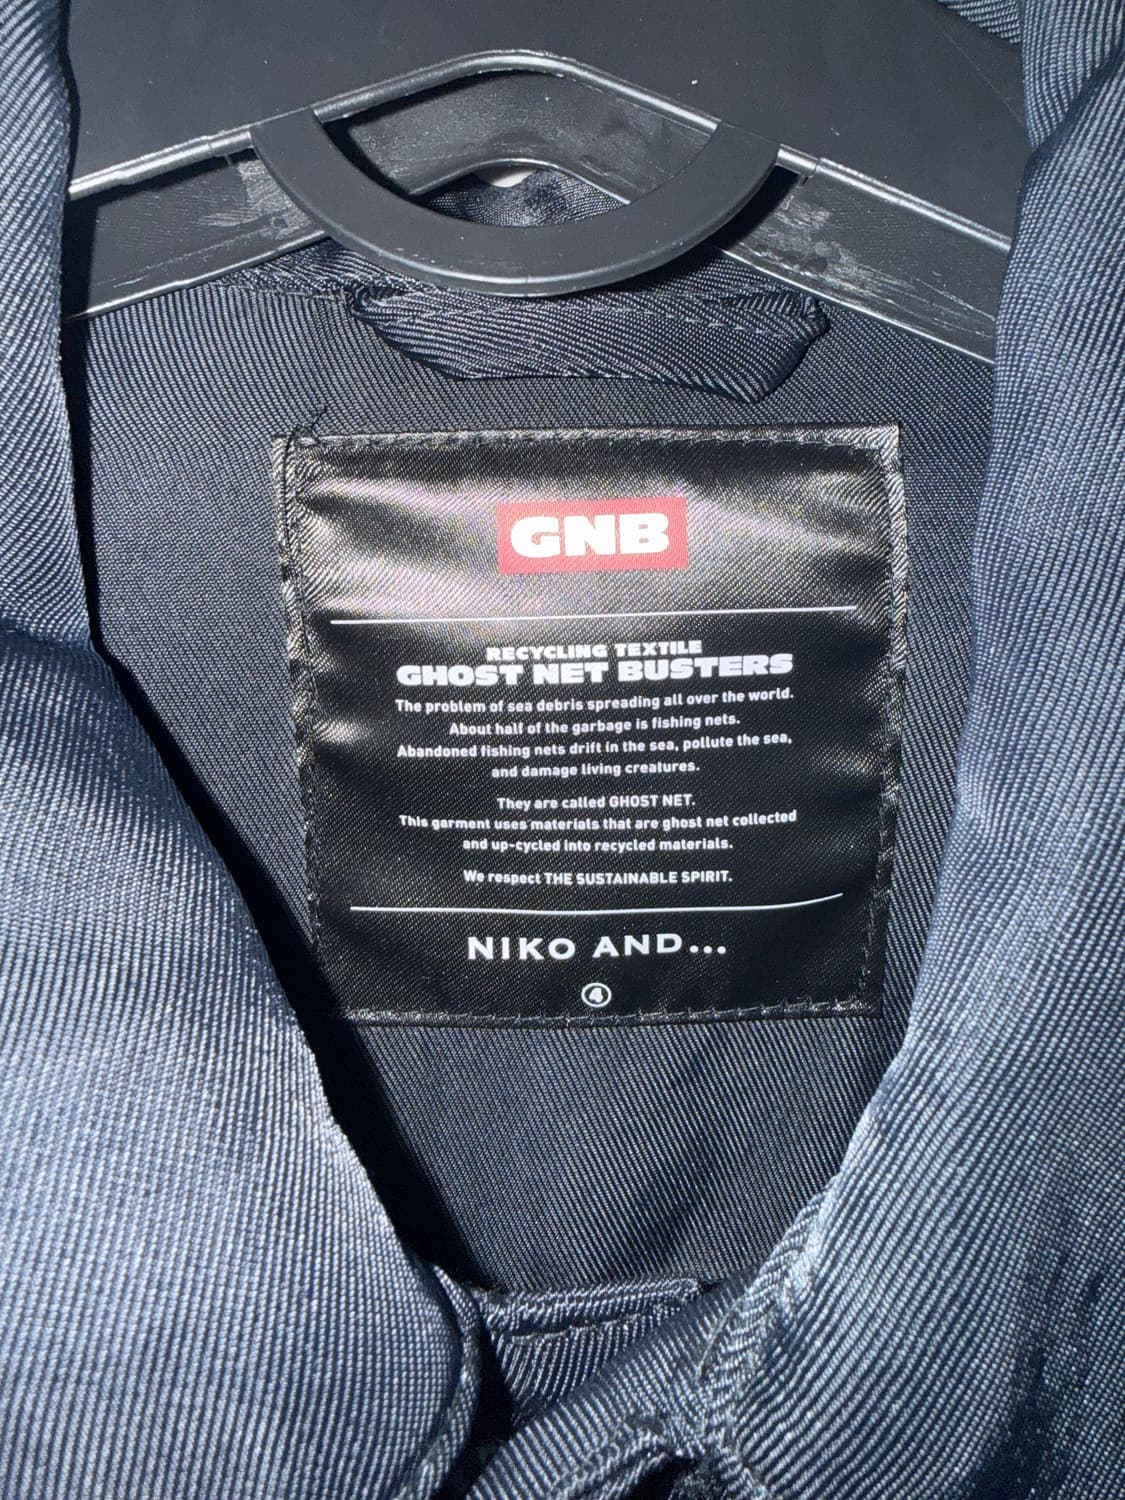 GNB
RECYCLING TEXTILE
GHOST NET BUSTERS
The problem of sea debris spreading all over the world.
About half of the garbage is fishing nets.
Abandoned fishing nets drift in the sea, pollute the sea,
and damage living creatures.
They are called GHOST NET.
This garment uses materials that are ghost net collected
and up-cycled into recycled materials.
We respect THE SUSTAINABLE SPIRIT.
NIKO AND...
④